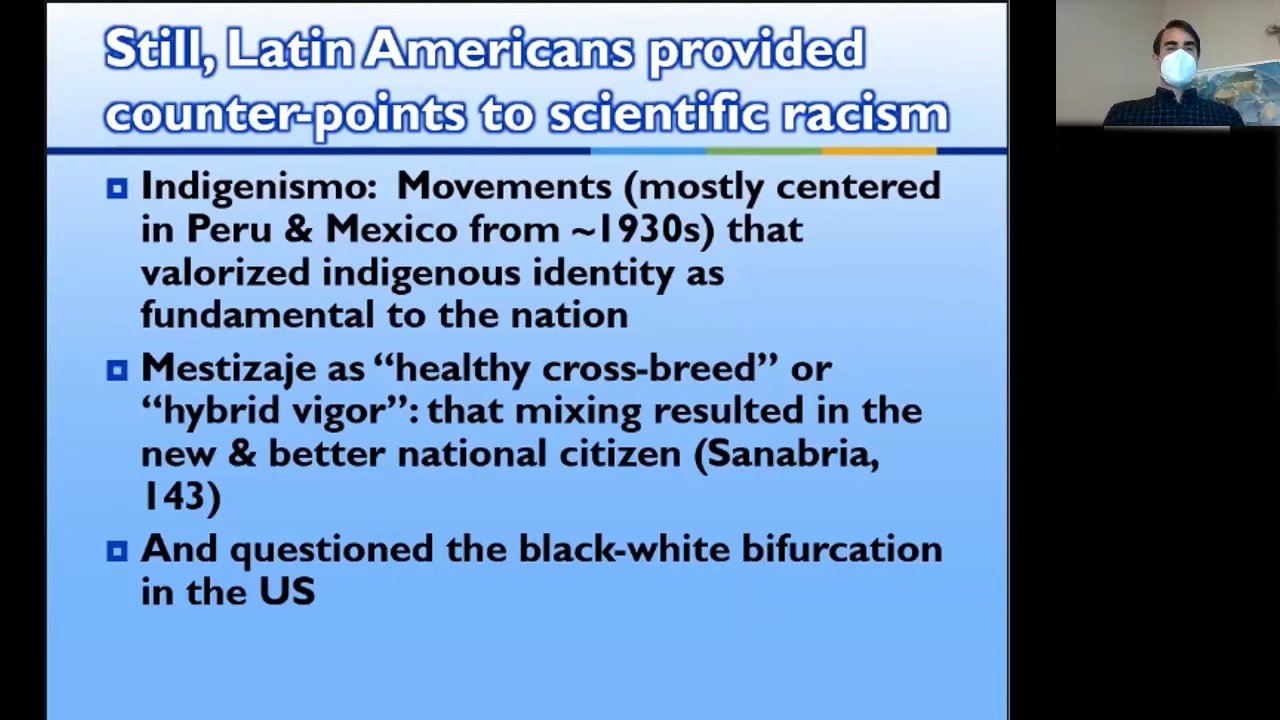 Still, Latin Americans provided
counter-points to scientific racism
Indigenismo: Movements (mostly centered
in Peru & Mexico from ~1930s) that
valorized indigenous identity as
fundamental to the nation
Mestizaje as “healthy cross-breed” or
“hybrid vigor”: that mixing resulted in the
new & better national citizen (Sanabria,
143)
And questioned the black-white bifurcation
in the US